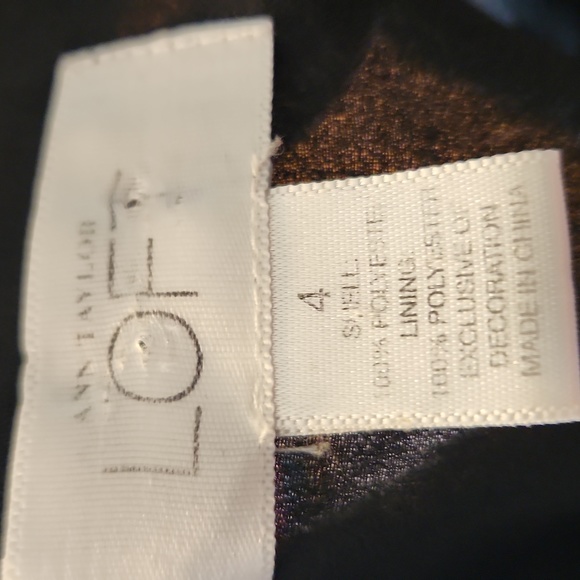 ANN TAYLOR
LOFT
4
SHELL
100% POLYESTER
LINING
100% POLYESTER
EXCLUSIVE OF
DECORATION
MADE IN CHINA